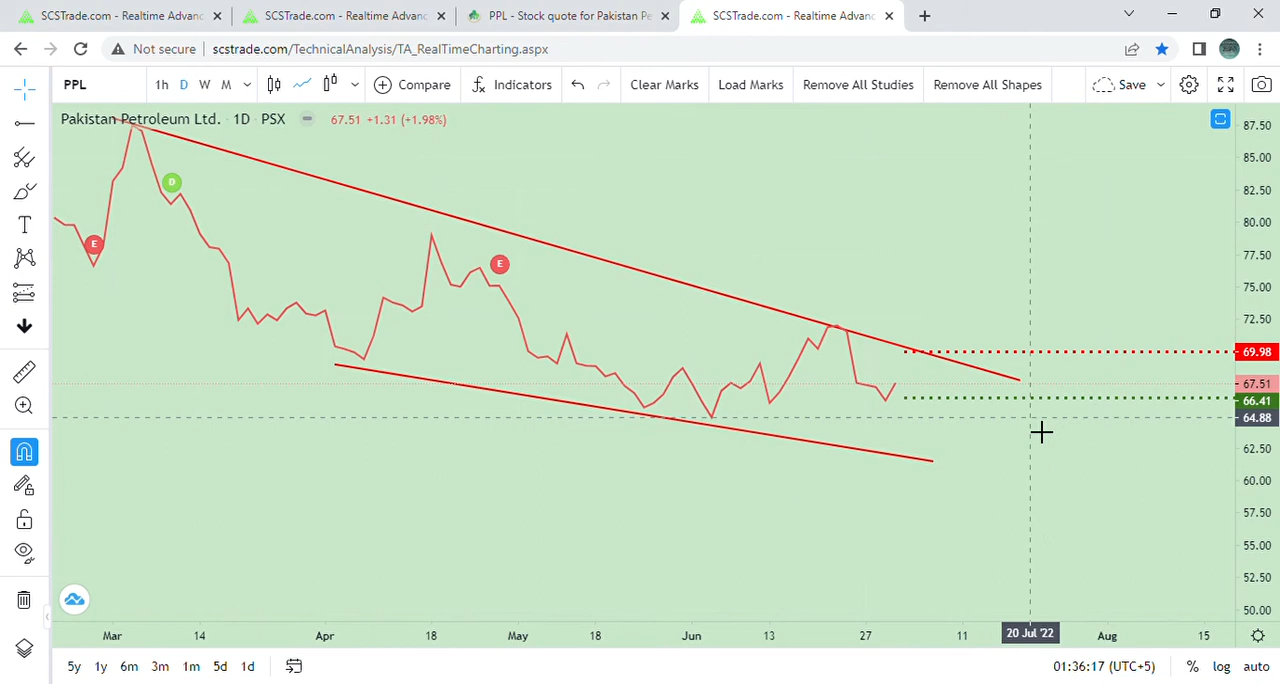 SCSTrade.com - Realtime Advanc
SCSTrade.com - Realtime Advanc
PPL - Stock quote for Pakistan Pe
SCSTrade.com - Realtime Advanc
Not secure
scstrade.com/TechnicalAnalysis/TA_RealTimeCharting.aspx
PPL
1h D W M
Compare
Indicators
Clear Marks
Load Marks
Remove All Studies
Remove All Shapes
Save
Pakistan Petroleum Ltd. · 1D · PSX
67.51 +1.31 (+1.98%)
87.50
85.00
82.50
80.00
77.50
75.00
72.50
69.98
67.51
66.41
64.88
62.50
60.00
57.50
55.00
52.50
50.00
D
E
E
Mar 14 Apr 18 May 18 Jun 13 27 11 20 Jul '22 Aug 15
5y 1y 6m 3m 1m 5d 1d
01:36:17 (UTC+5)
% log auto